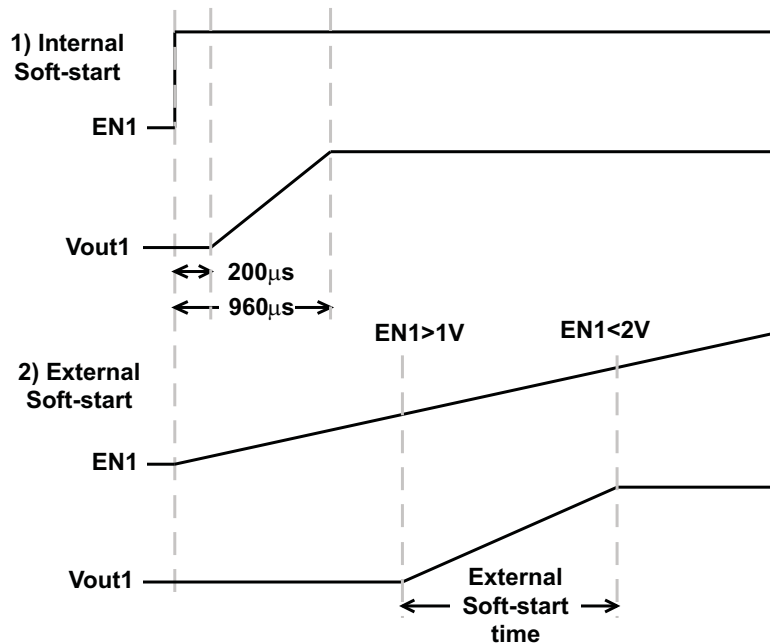 1) Internal
Soft-start
EN1
Vout1
200μs
960μs
EN1>1V
EN1<2V
2) External
Soft-start
EN1
Vout1
External
Soft-start
time